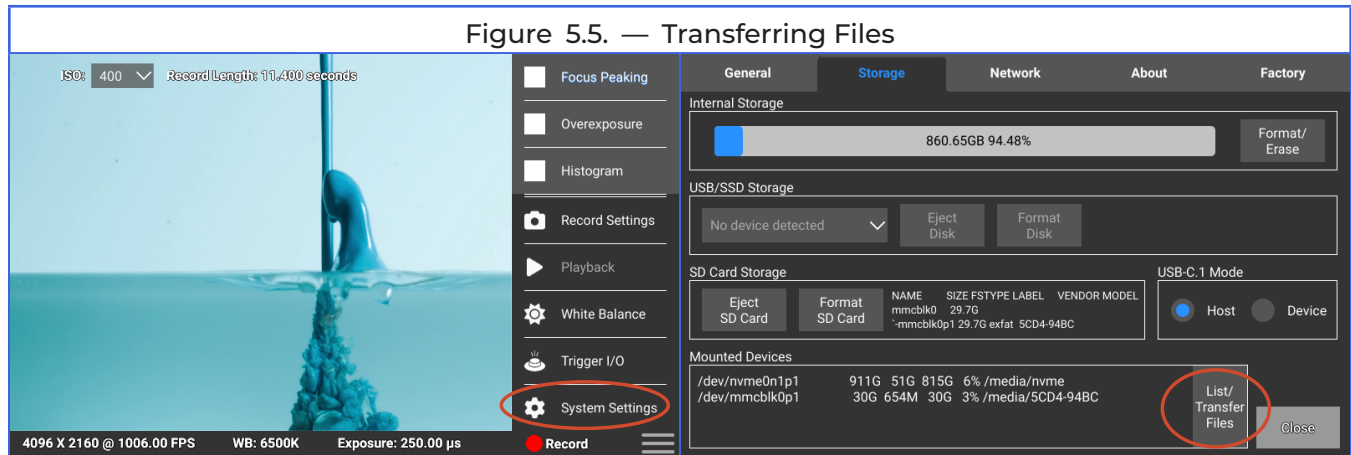 Figure 5.5. — Transferring Files
ISO: 400 Record Length: 11.400 seconds
Focus Peaking
Overexposure
Histogram
Record Settings
Playback
White Balance
Trigger I/O
System Settings
4096 X 2160 @ 1006.00 FPS WB: 6500K Exposure: 250.00 µs Record
General Storage Network About Factory
Internal Storage
860.65GB 94.48%
Format/
Erase
USB/SSD Storage
No device detected
Eject
Disk
Format
Disk
SD Card Storage
Eject
SD Card
Format
SD Card
NAME SIZE FSTYPE LABEL VENDOR MODEL
mmcblk0 29.7G
`-mmcblk0p1 29.7G exfat 5CD4-94BC
USB-C.1 Mode
Host Device
Mounted Devices
/dev/nvme0n1p1 911G 51G 815G 6% /media/nvme
/dev/mmcblk0p1 30G 654M 30G 3% /media/5CD4-94BC
List/
Transfer
Files
Close